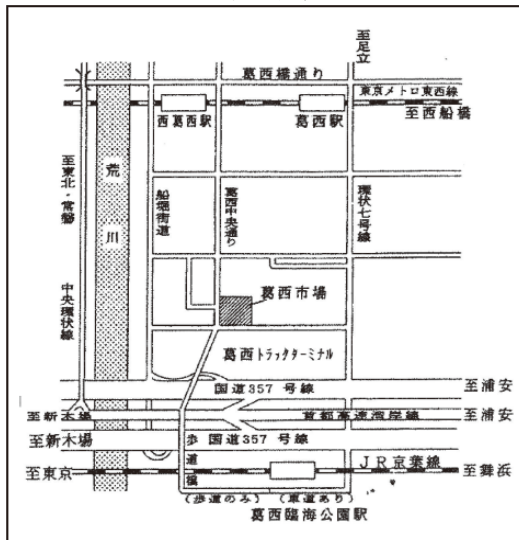 至足立
葛西橋通り
東京メトロ東西線
西葛西駅
葛西駅
至西船橋
至東北・常磐
荒川
船堀街道
葛西中央通り
環状七号線
中央環状線
葛西市場
葛西トラックターミナル
国道357 号線
至浦安
至新木場
首都高速湾岸線
至浦安
至新木場
歩道橋
国道357 号線
至東京
JR京葉線
至舞浜
(歩道のみ)
(車道あり)
葛西臨海公園駅